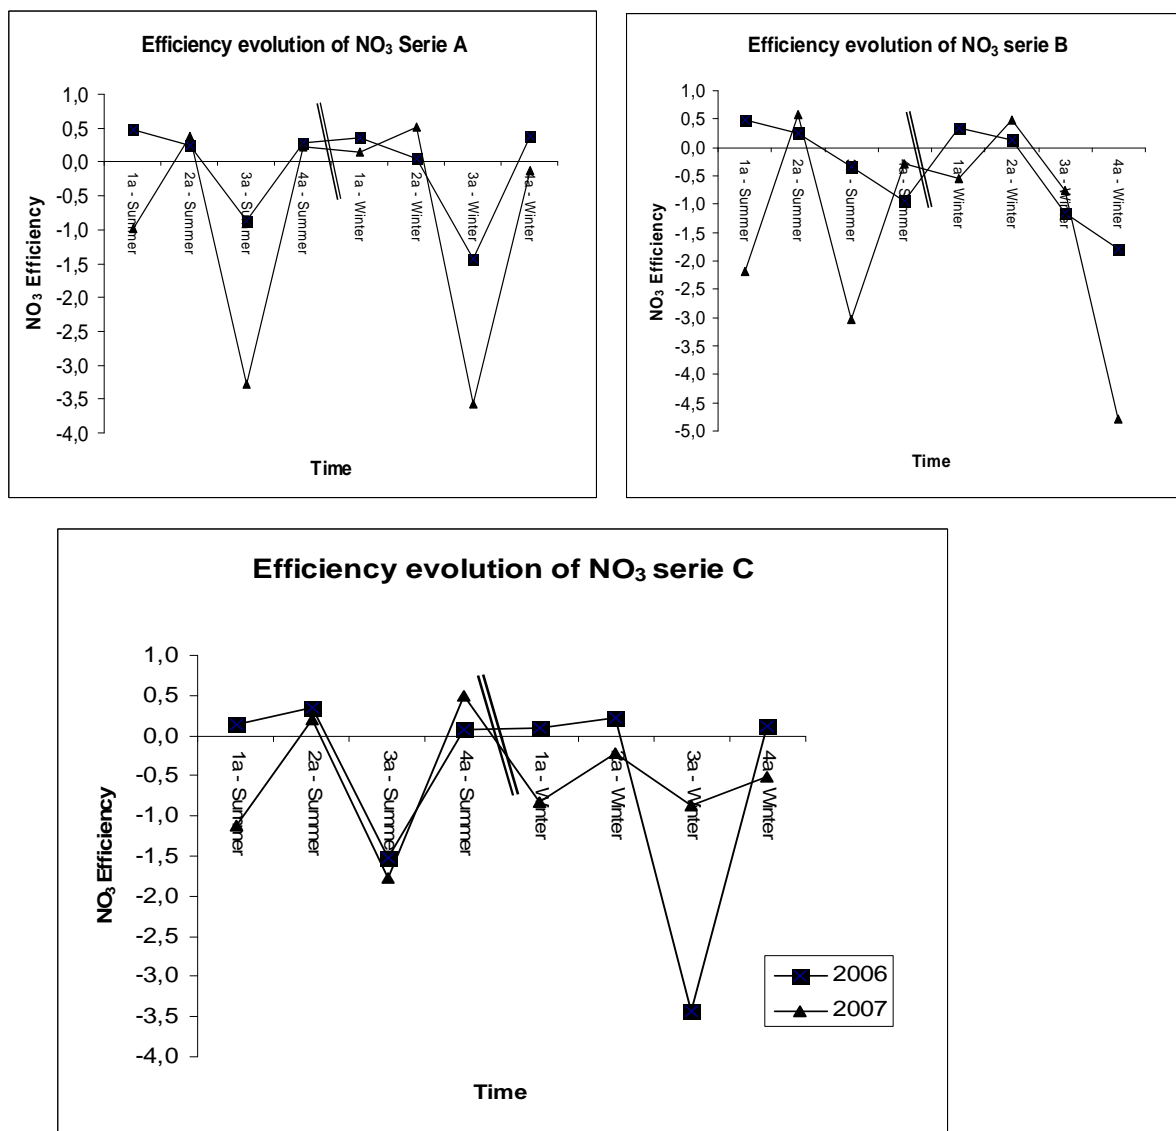 Efficiency evolution of NO₃ Serie A
1,0
0,5
0,0
-0,5
-1,0
-1,5
-2,0
-2,5
-3,0
-3,5
-4,0
NO₃ Efficiency
1a - Summer
2a - Summer
3a - Summer
4a - Summer
1a - Winter
2a - Winter
3a - Winter
4a - Winter
Time
Efficiency evolution of NO₃ serie B
1,0
0,5
0,0
-0,5
-1,0
-1,5
-2,0
-2,5
-3,0
-3,5
-4,0
-4,5
-5,0
NO₃ Efficiency
1a - Summer
2a - Summer
- Summer
4a - Summer
1a - Winter
2a - Winter
3a - Winter
4a - Winter
Time
Efficiency evolution of NO₃ serie C
1,0
0,5
0,0
-0,5
-1,0
-1,5
-2,0
-2,5
-3,0
-3,5
-4,0
NO₃ Efficiency
1a - Summer
2a - Summer
3a - Summer
4a - Summer
1a - Winter
2a - Winter
3a - Winter
4a - Winter
2006
2007
Time